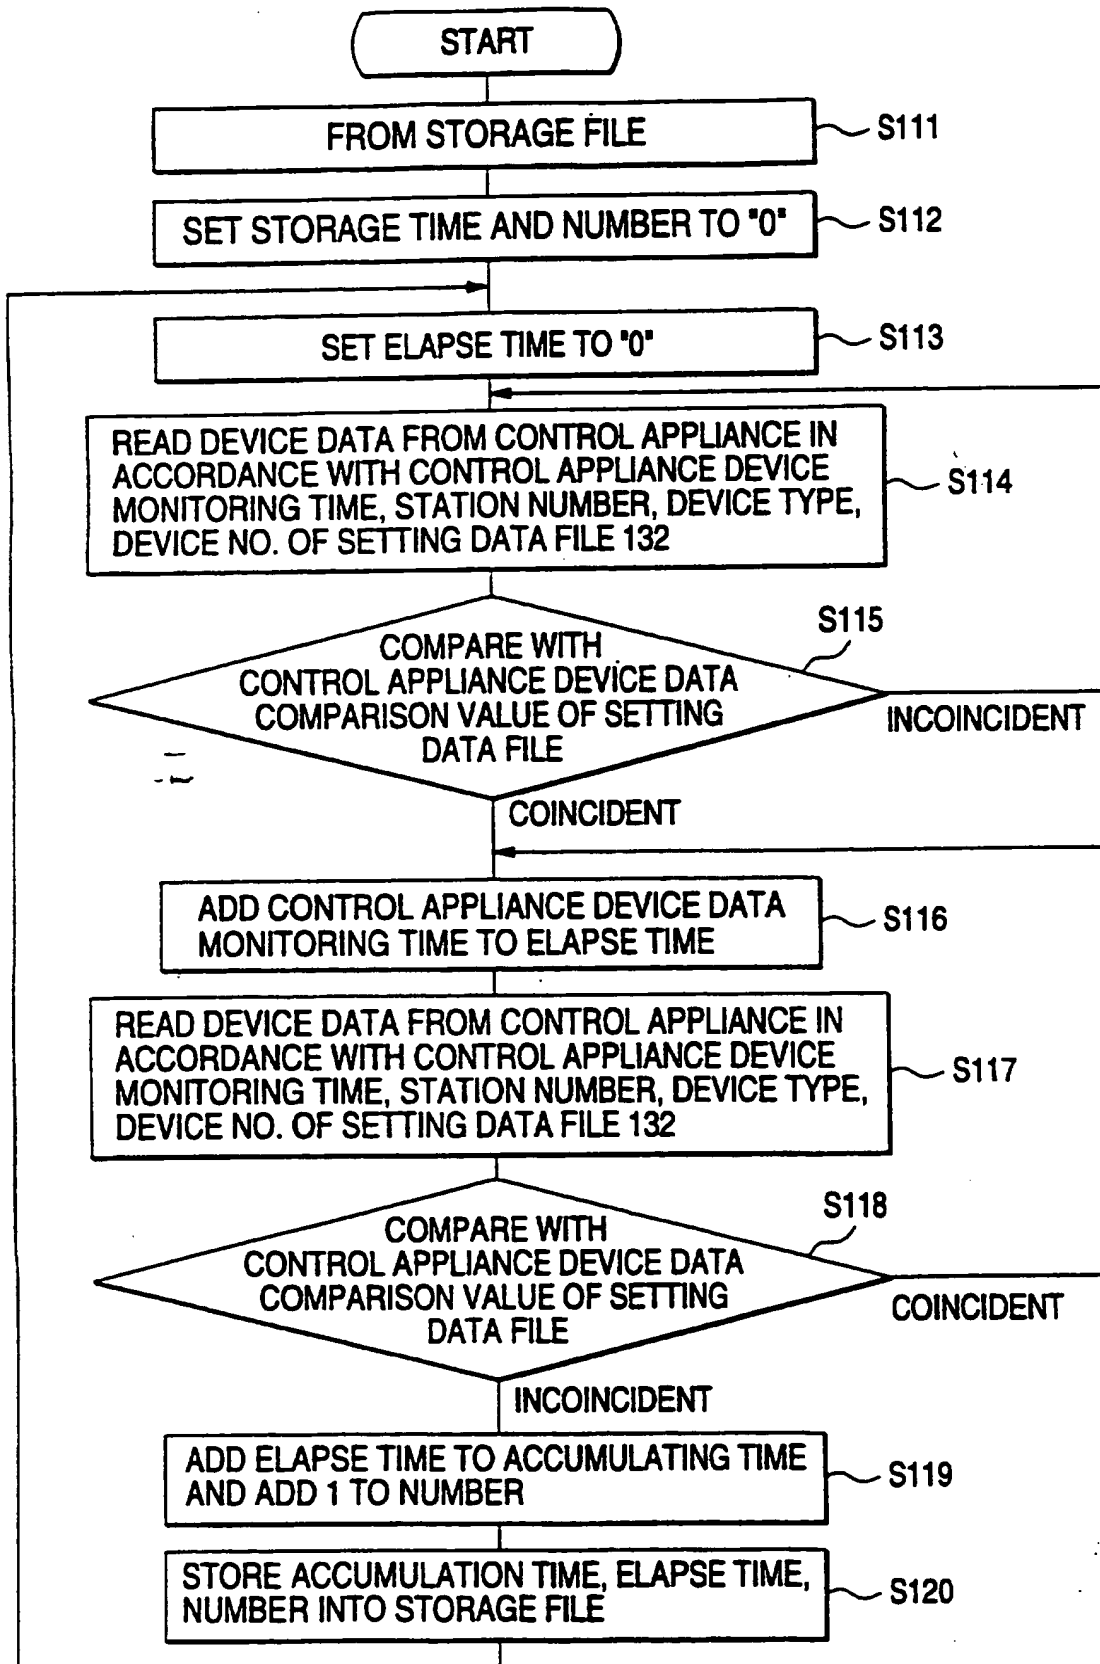 START
FROM STORAGE FILE
S111
SET STORAGE TIME AND NUMBER TO "0"
S112
SET ELAPSE TIME TO "0"
S113
READ DEVICE DATA FROM CONTROL APPLIANCE IN
ACCORDANCE WITH CONTROL APPLIANCE DEVICE
MONITORING TIME, STATION NUMBER, DEVICE TYPE,
DEVICE NO. OF SETTING DATA FILE 132
S114
COMPARE WITH
CONTROL APPLIANCE DEVICE DATA
COMPARISON VALUE OF SETTING
DATA FILE
S115
INCOINCIDENT
COINCIDENT
ADD CONTROL APPLIANCE DEVICE DATA
MONITORING TIME TO ELAPSE TIME
S116
READ DEVICE DATA FROM CONTROL APPLIANCE IN
ACCORDANCE WITH CONTROL APPLIANCE DEVICE
MONITORING TIME, STATION NUMBER, DEVICE TYPE,
DEVICE NO. OF SETTING DATA FILE 132
S117
COMPARE WITH
CONTROL APPLIANCE DEVICE DATA
COMPARISON VALUE OF SETTING
DATA FILE
S118
COINCIDENT
INCOINCIDENT
ADD ELAPSE TIME TO ACCUMULATING TIME
AND ADD 1 TO NUMBER
S119
STORE ACCUMULATION TIME, ELAPSE TIME,
NUMBER INTO STORAGE FILE
S120